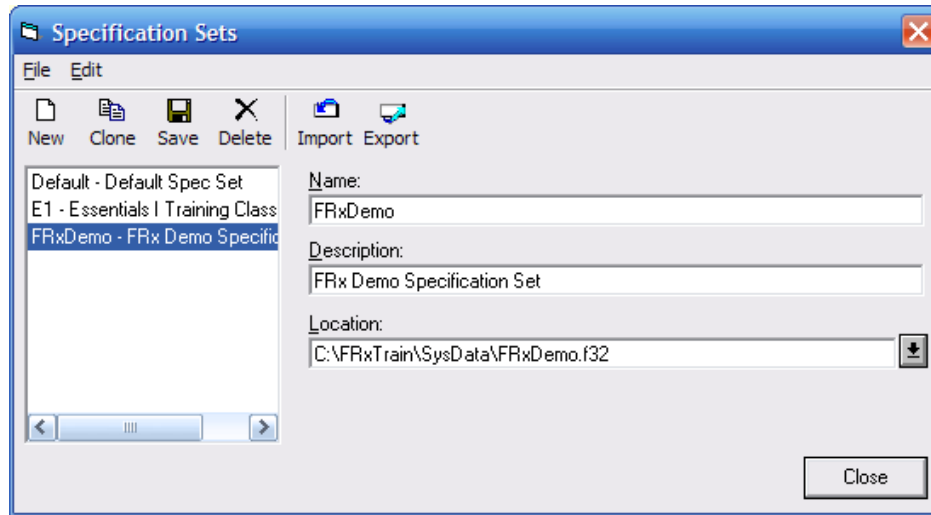 Specification Sets
File Edit
New Clone Save Delete Import Export
Default - Default Spec Set
E1 - Essentials I Training Class
FRxDemo - FRx Demo Specific
Name:
FRxDemo
Description:
FRx Demo Specification Set
Location:
C:\FRxTrain\SysData\FRxDemo.f32
Close